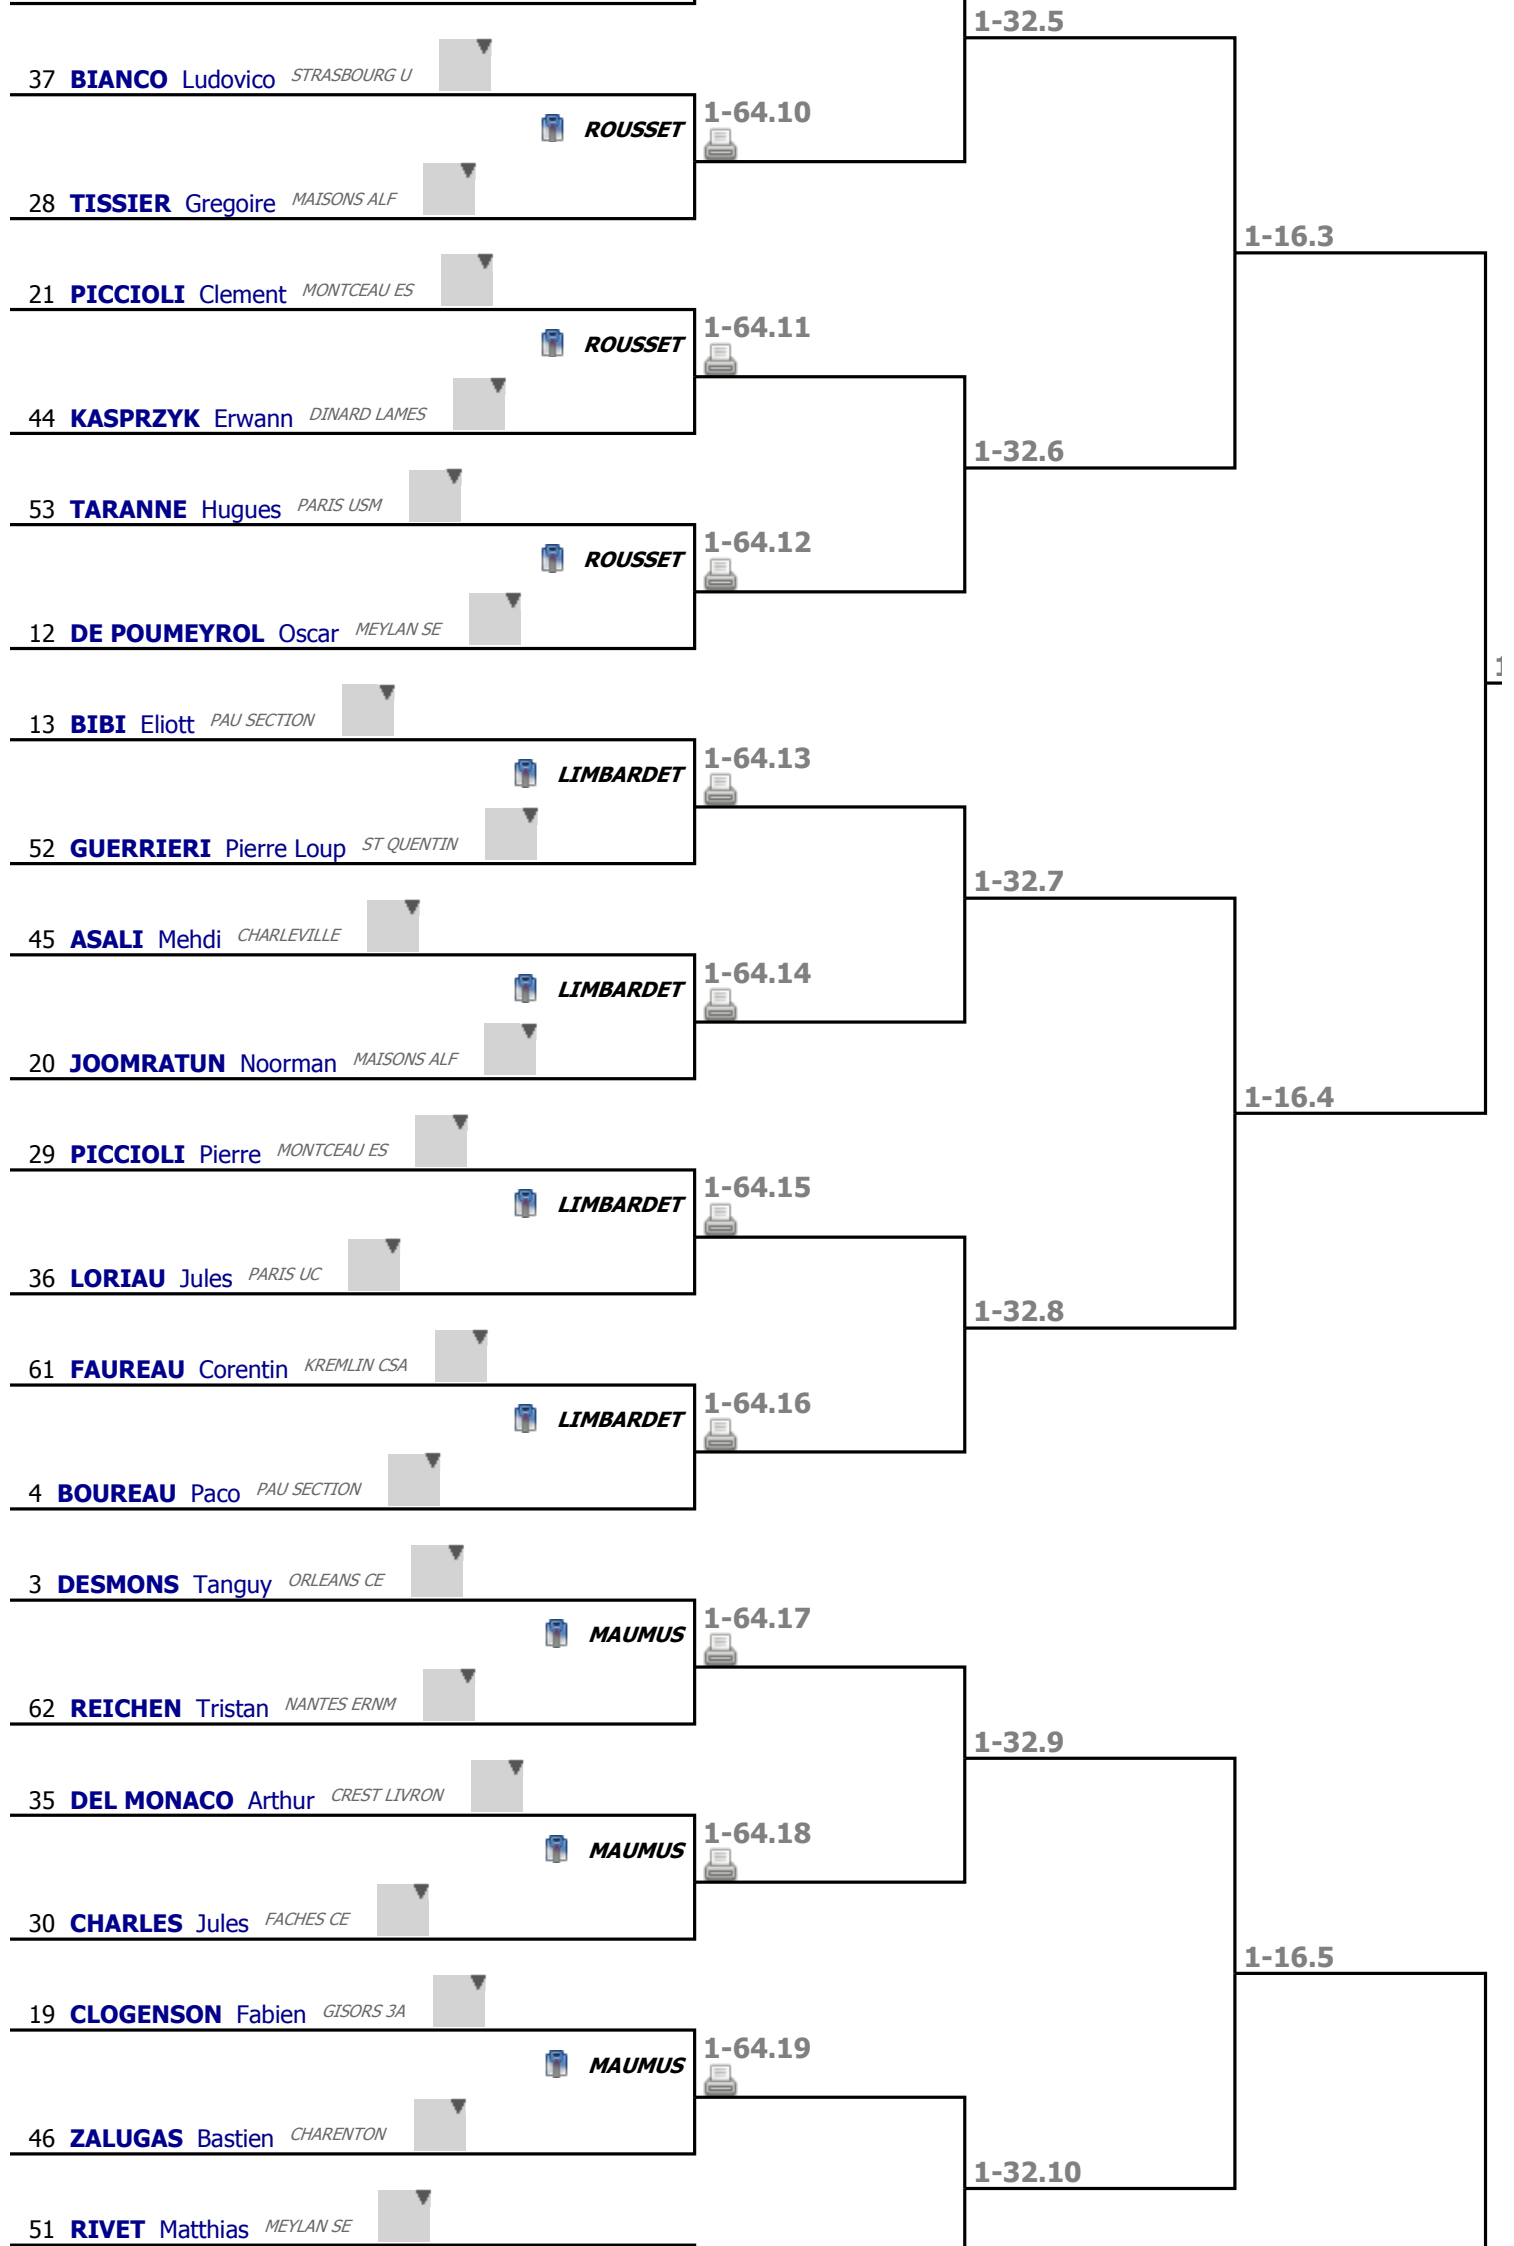 1-32.5
37 BIANCO Ludovico STRASBOURG U
ROUSSET 1-64.10
28 TISSIER Gregoire MAISONS ALF
1-16.3
21 PICCIOLI Clement MONTCEAU ES
ROUSSET 1-64.11
44 KASPRZYK Erwann DINARD LAMES
1-32.6
53 TARANNE Hugues PARIS USM
ROUSSET 1-64.12
12 DE POUMEYROL Oscar MEYLAN SE
13 BIBI Eliott PAU SECTION
LIMBARDET 1-64.13
52 GUERRIERI Pierre Loup ST QUENTIN
1-32.7
45 ASALI Mehdi CHARLEVILLE
LIMBARDET 1-64.14
20 JOOMRATUN Noorman MAISONS ALF
1-16.4
29 PICCIOLI Pierre MONTCEAU ES
LIMBARDET 1-64.15
36 LORIAU Jules PARIS UC
1-32.8
61 FAUREAU Corentin KREMLIN CSA
LIMBARDET 1-64.16
4 BOUREAU Paco PAU SECTION
3 DESMONS Tanguy ORLEANS CE
MAUMUS 1-64.17
62 REICHEN Tristan NANTES ERNM
1-32.9
35 DEL MONACO Arthur CREST LIVRON
MAUMUS 1-64.18
30 CHARLES Jules FACHES CE
1-16.5
19 CLOGENSON Fabien GISORS 3A
MAUMUS 1-64.19
46 ZALUGAS Bastien CHARENTON
1-32.10
51 RIVET Matthias MEYLAN SE